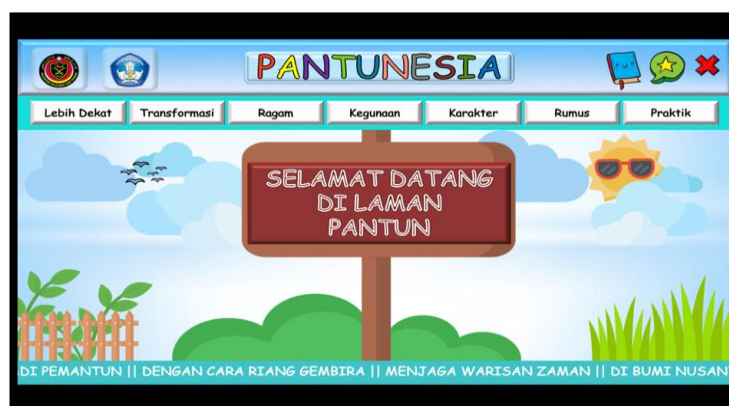 PANTUNESIA
Lebih Dekat Transformasi Ragam Kegunaan Karakter Rumus Praktik
SELAMAT DATANG
DI LAMAN
PANTUN
DI PEMANTUN || DENGAN CARA RIANG GEMBIRA || MENJAGA WARISAN ZAMAN || DI BUMI NUSAN